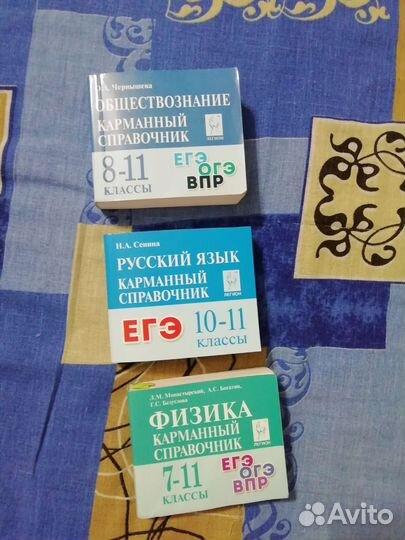 Чернышева
ОБЩЕСТВОЗНАНИЕ
КАРМАННЫЙ
СПРАВОЧНИК
ЛЕГИОН
8-11
КЛАССЫ
ЕГЭ
ОГЭ
ВПР
Н.А. Сенина
РУССКИЙ ЯЗЫК
КАРМАННЫЙ
СПРАВОЧНИК
ЛЕГИОН
ЕГЭ
10-11
КЛАССЫ
Л.М. Монастырский, А.С. Богатин,
Г.С. Безуглова
ФИЗИКА
КАРМАННЫЙ
СПРАВОЧНИК
ЛЕГИОН
7-11
КЛАССЫ
ЕГЭ
ОГЭ
ВПР
Avito